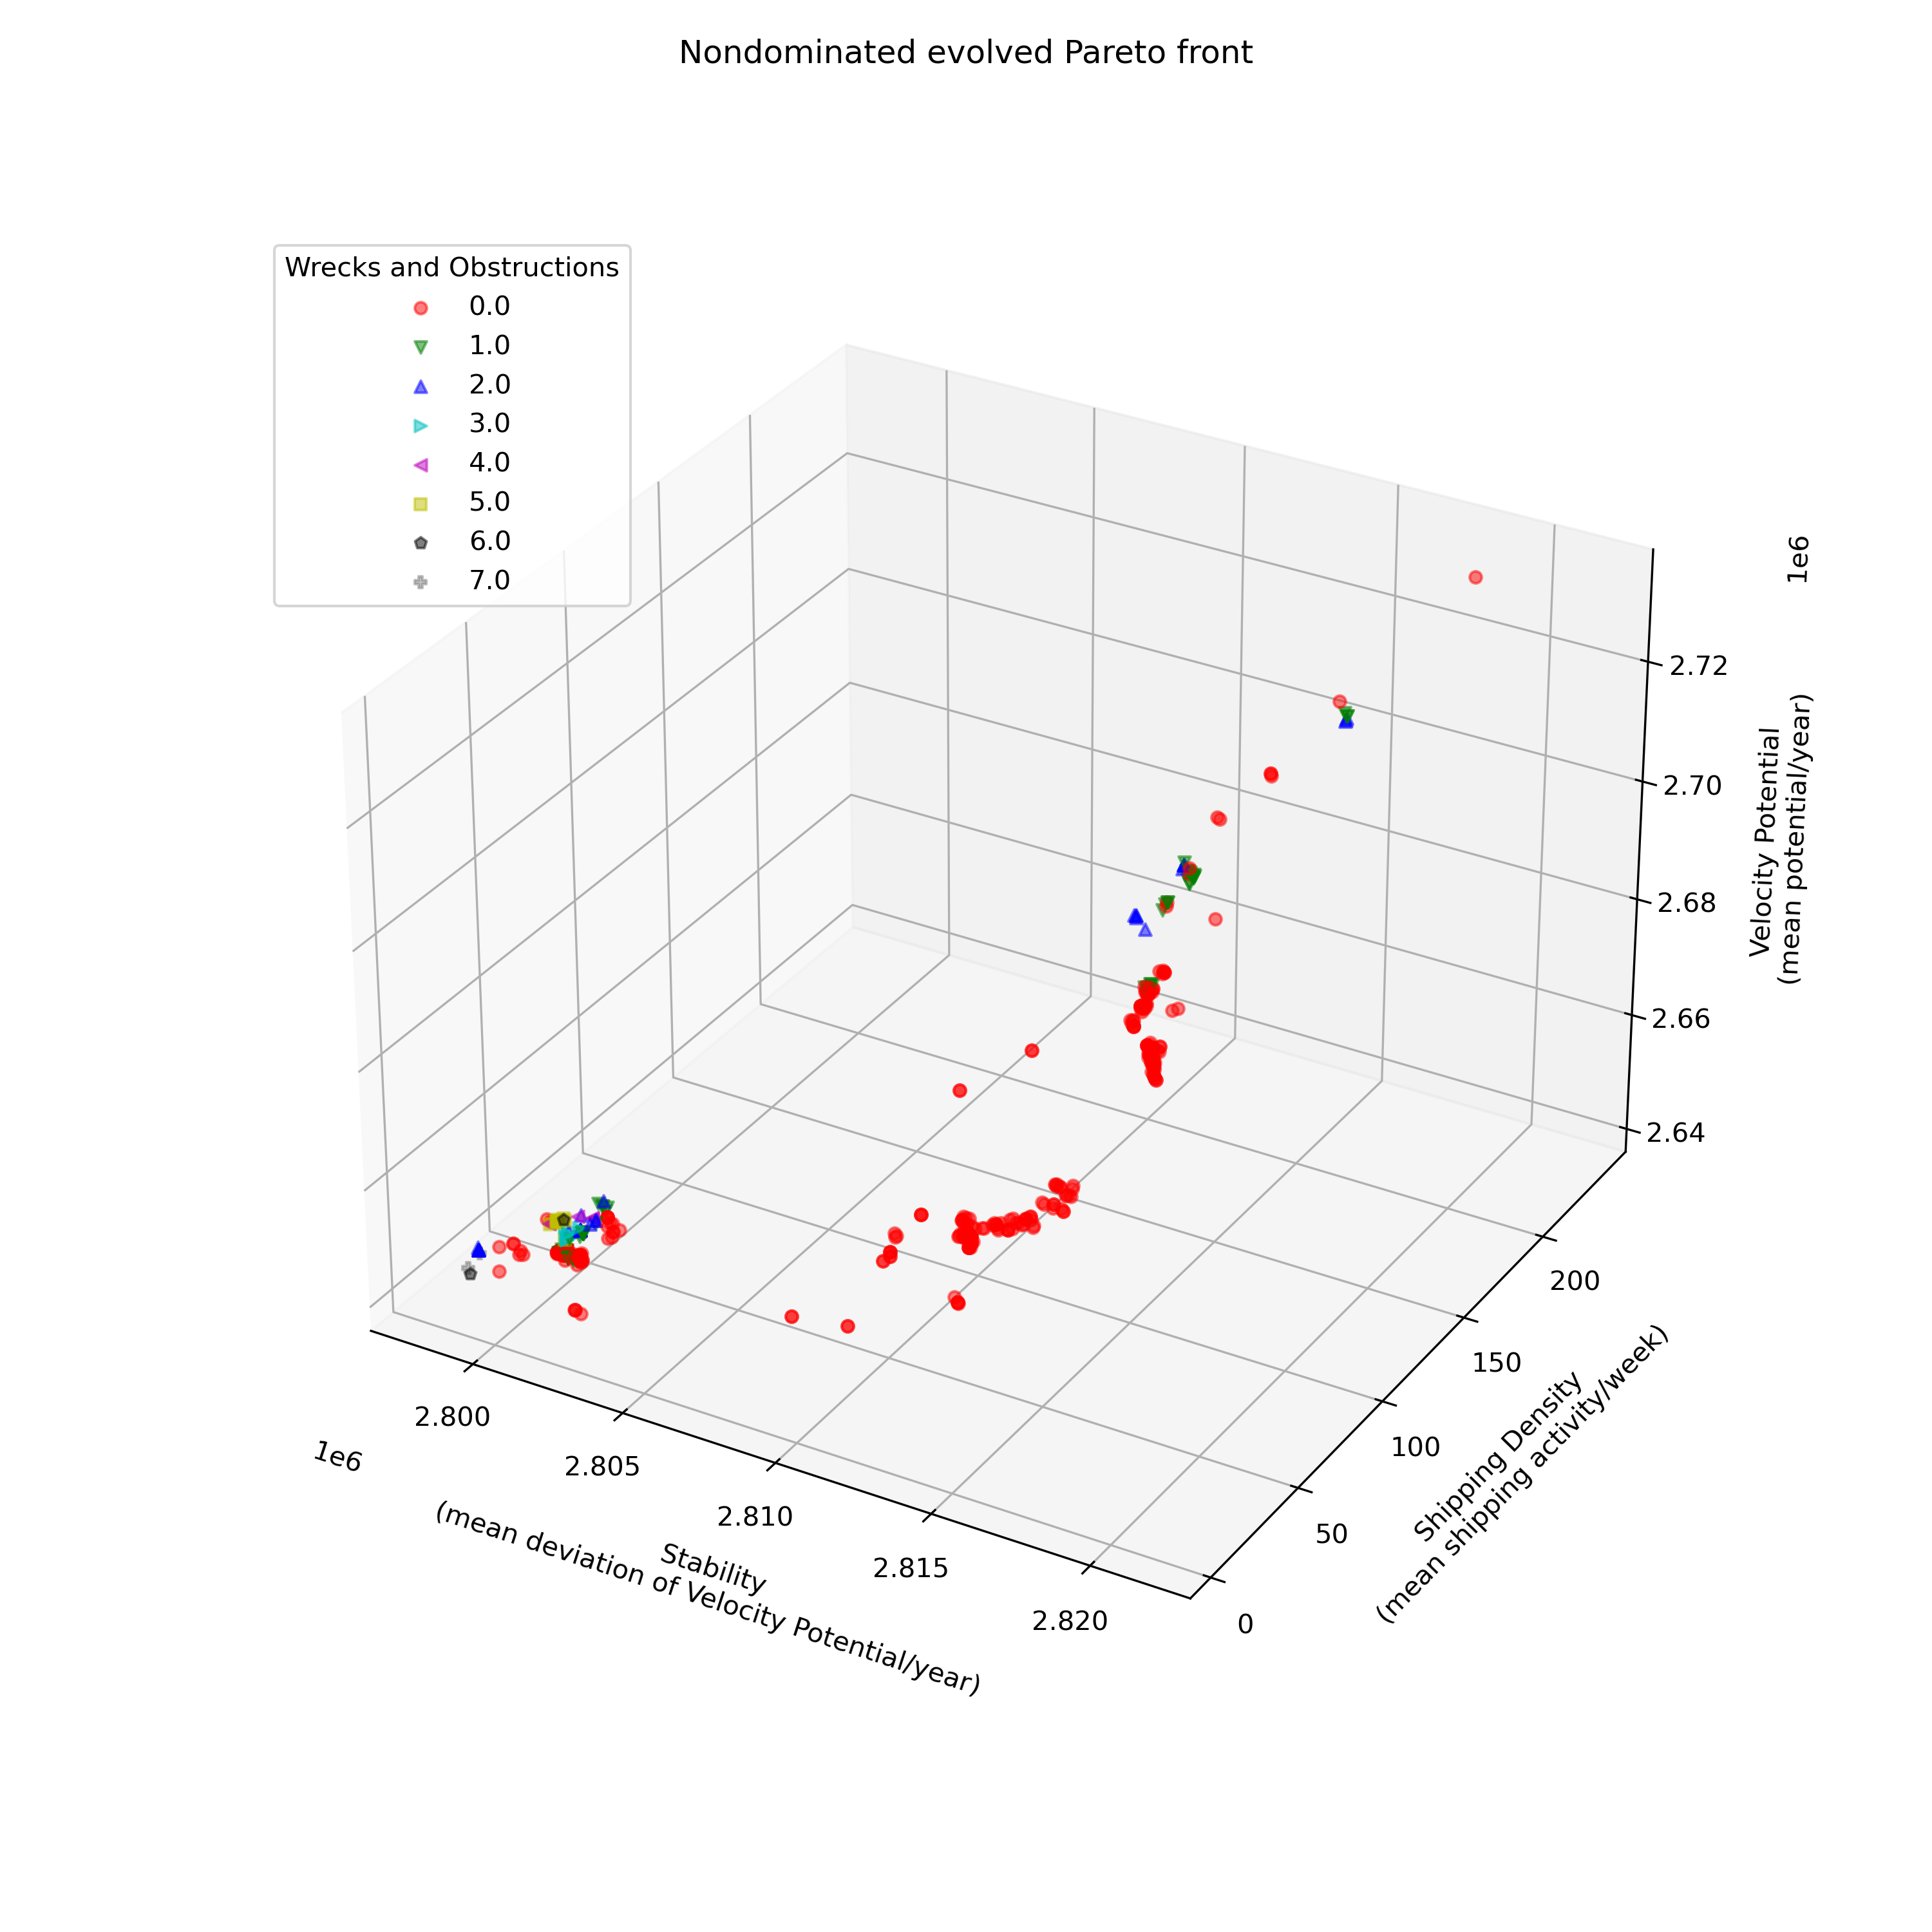 Nondominated evolved Pareto front
Wrecks and Obstructions
0.0
1.0
2.0
3.0
4.0
5.0
6.0
7.0
1e6
2.72
2.70
2.68
2.66
2.64
Velocity Potential
(mean potential/year)
200
150
100
50
0
Shipping Density
(mean shipping activity/week)
2.800
2.805
2.810
2.815
2.820
1e6
Stability
(mean deviation of Velocity Potential/year)